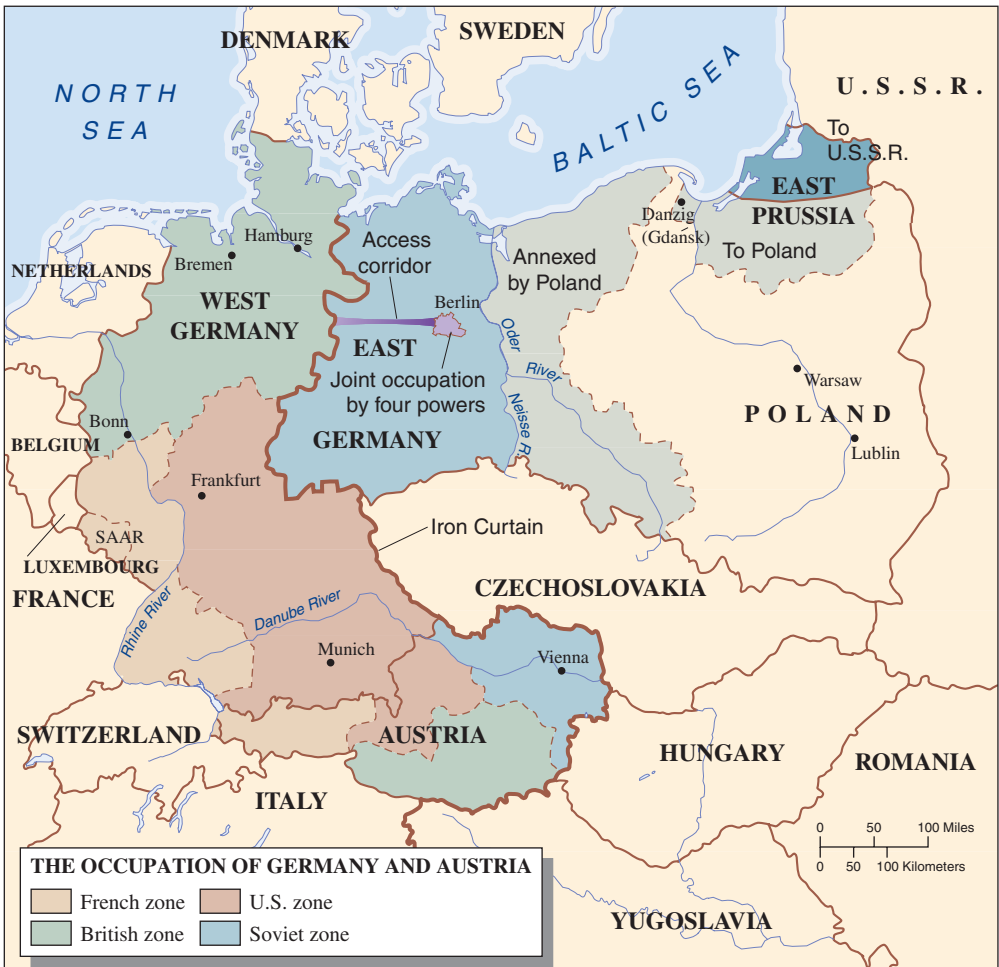 DENMARK
SWEDEN
NORTH
SEA
BALTIC SEA
U.S.S.R.
To
U.S.S.R.
EAST
PRUSSIA
Danzig
(Gdańsk)
To Poland
Hamburg
Bremen
Access
corridor
Annexed
by Poland
NETHERLANDS
WEST
GERMANY
Berlin
EAST
GERMANY
Joint occupation
by four powers
Oder
River
Neisse R.
Warsaw
POLAND
Lublin
Bonn
BELGIUM
Frankfurt
Iron Curtain
SAAR
LUXEMBOURG
FRANCE
CZECHOSLOVAKIA
Rhine River
Danube River
Munich
Vienna
SWITZERLAND
AUSTRIA
HUNGARY
ROMANIA
ITALY
0 50 100 Miles
0 50 100 Kilometers
THE OCCUPATION OF GERMANY AND AUSTRIA
French zone
U.S. zone
British zone
Soviet zone
YUGOSLAVIA